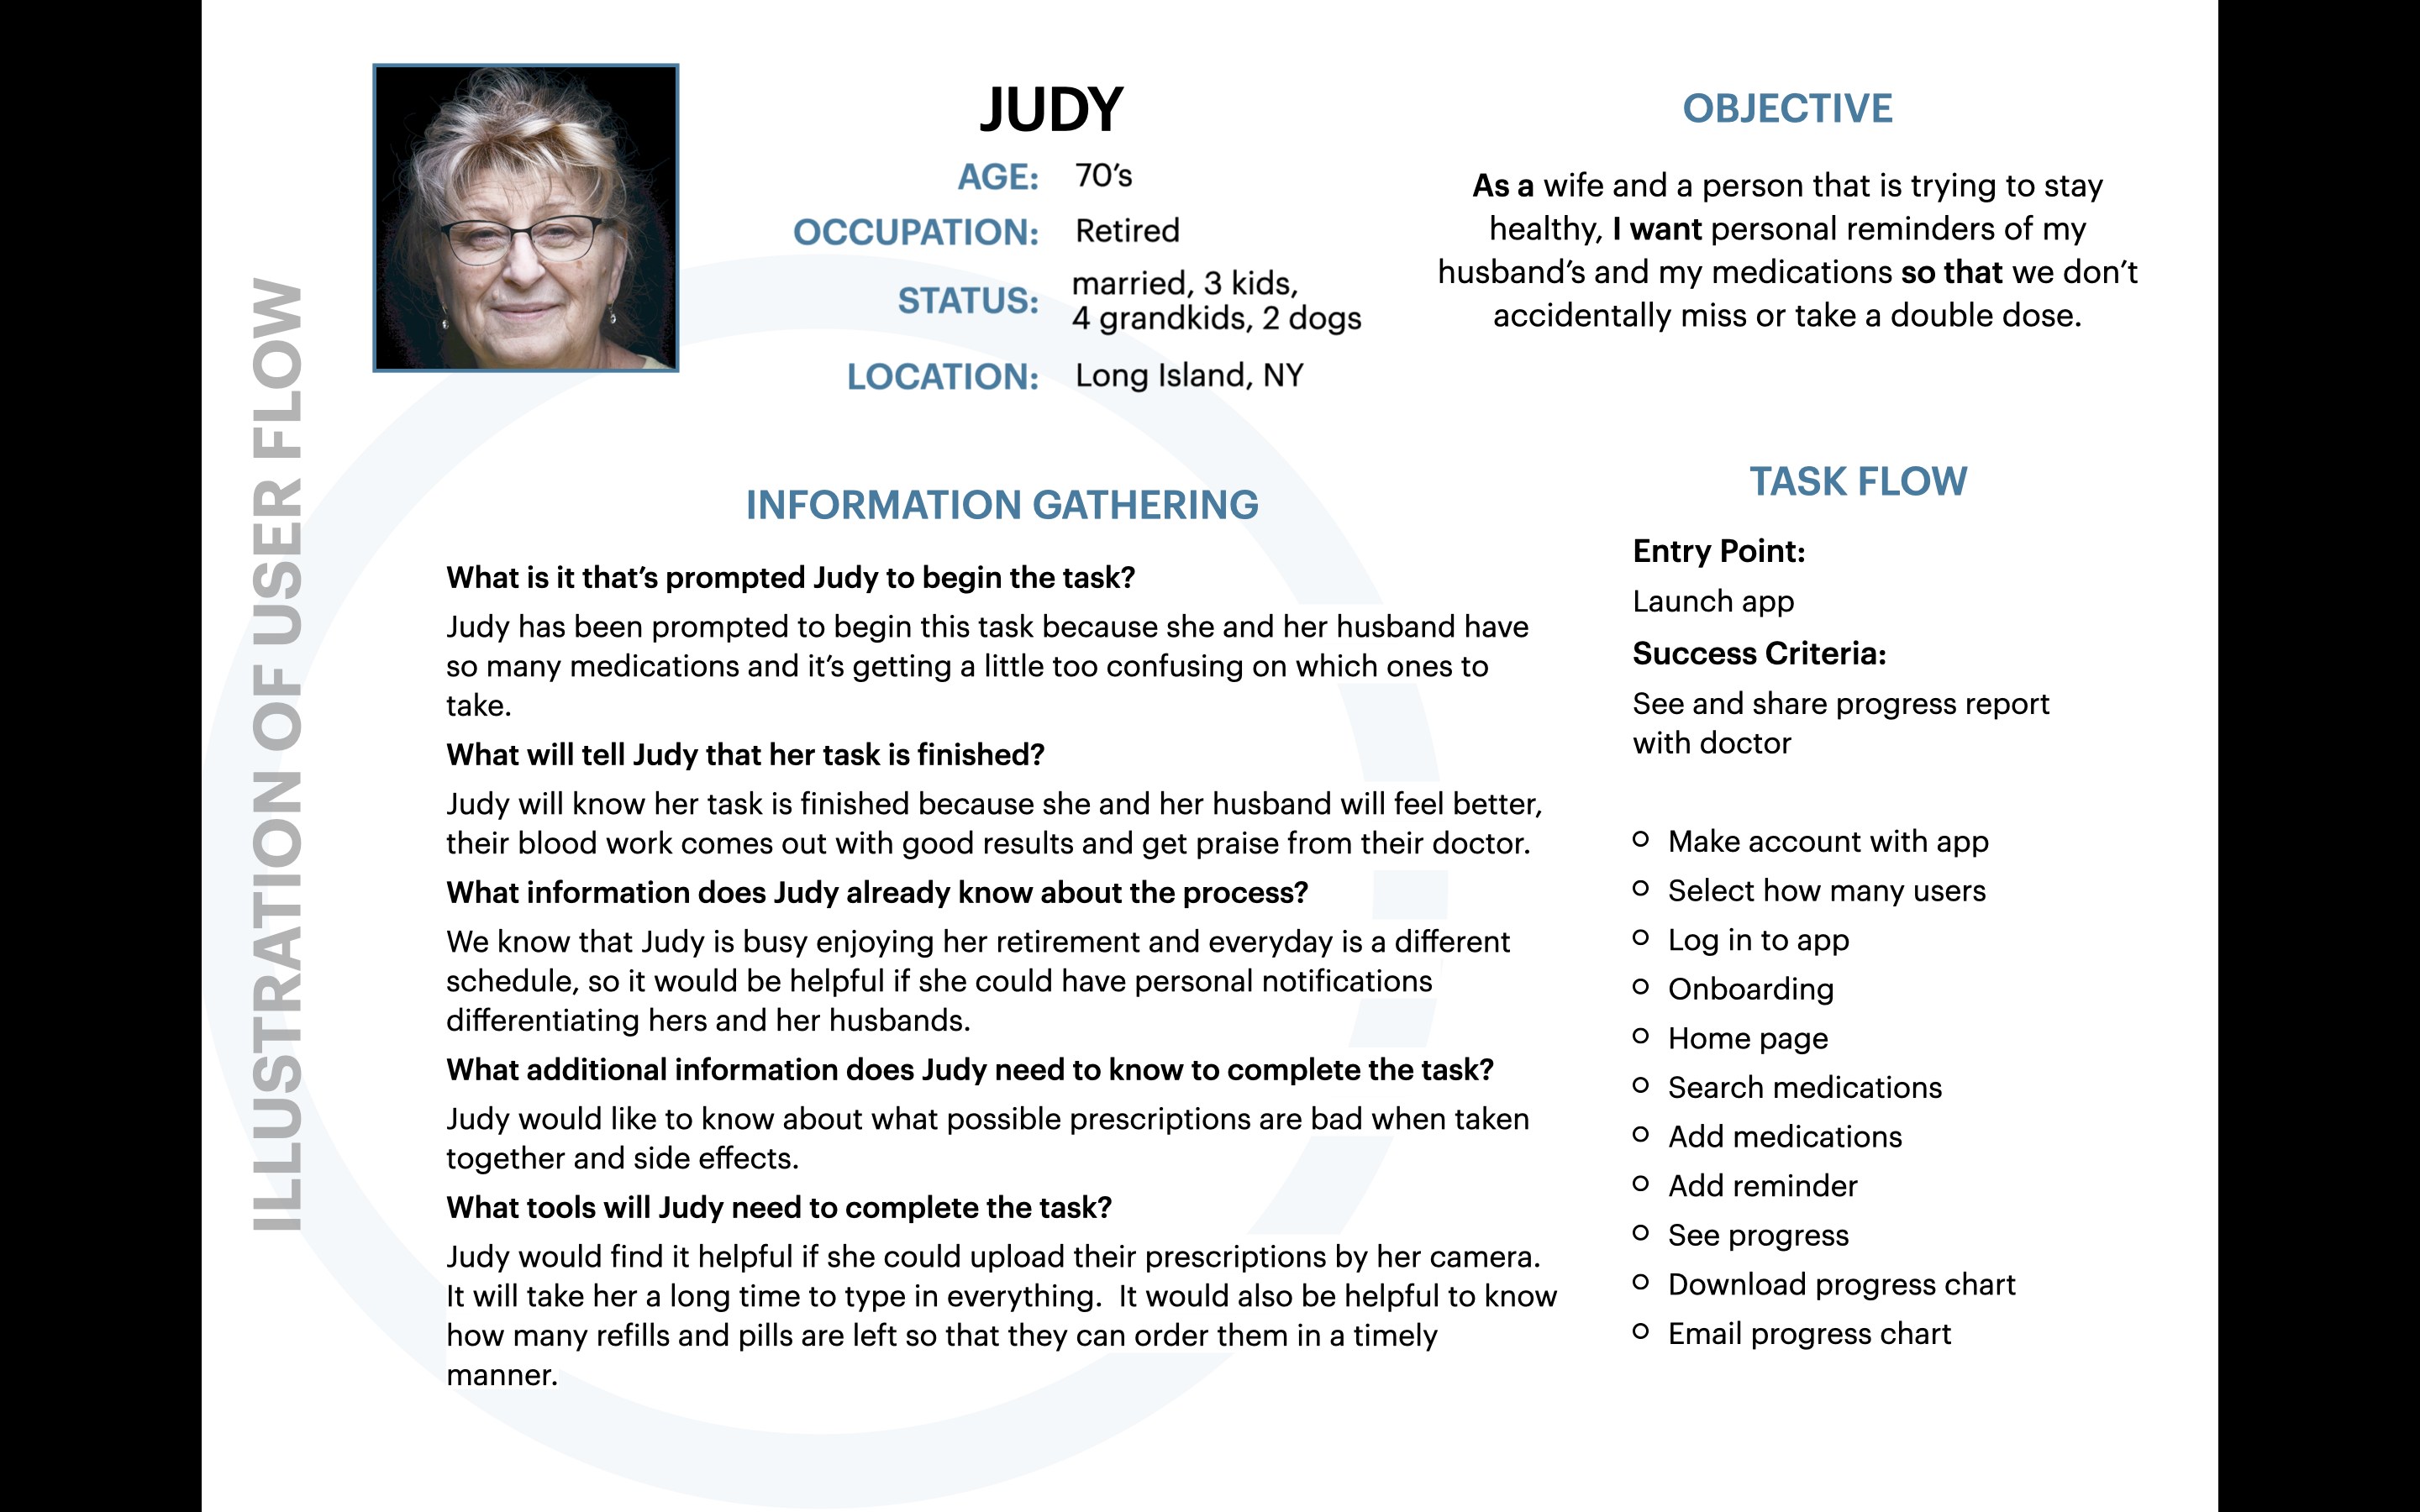 ILLUSTRATION OF USER FLOW
JUDY
AGE: 70's
OCCUPATION: Retired
STATUS: married, 3 kids,
4 grandkids, 2 dogs
LOCATION: Long Island, NY
OBJECTIVE
As a wife and a person that is trying to stay
healthy, I want personal reminders of my
husband's and my medications so that we don't
accidentally miss or take a double dose.
INFORMATION GATHERING
What is it that's prompted Judy to begin the task?
Judy has been prompted to begin this task because she and her husband have
so many medications and it's getting a little too confusing on which ones to
take.
What will tell Judy that her task is finished?
Judy will know her task is finished because she and her husband will feel better,
their blood work comes out with good results and get praise from their doctor.
What information does Judy already know about the process?
We know that Judy is busy enjoying her retirement and everyday is a different
schedule, so it would be helpful if she could have personal notifications
differentiating hers and her husbands.
What additional information does Judy need to know to complete the task?
Judy would like to know about what possible prescriptions are bad when taken
together and side effects.
What tools will Judy need to complete the task?
Judy would find it helpful if she could upload their prescriptions by her camera.
It will take her a long time to type in everything.  It would also be helpful to know
how many refills and pills are left so that they can order them in a timely
manner.
TASK FLOW
Entry Point:
Launch app
Success Criteria:
See and share progress report
with doctor
Make account with app
Select how many users
Log in to app
Onboarding
Home page
Search medications
Add medications
Add reminder
See progress
Download progress chart
Email progress chart